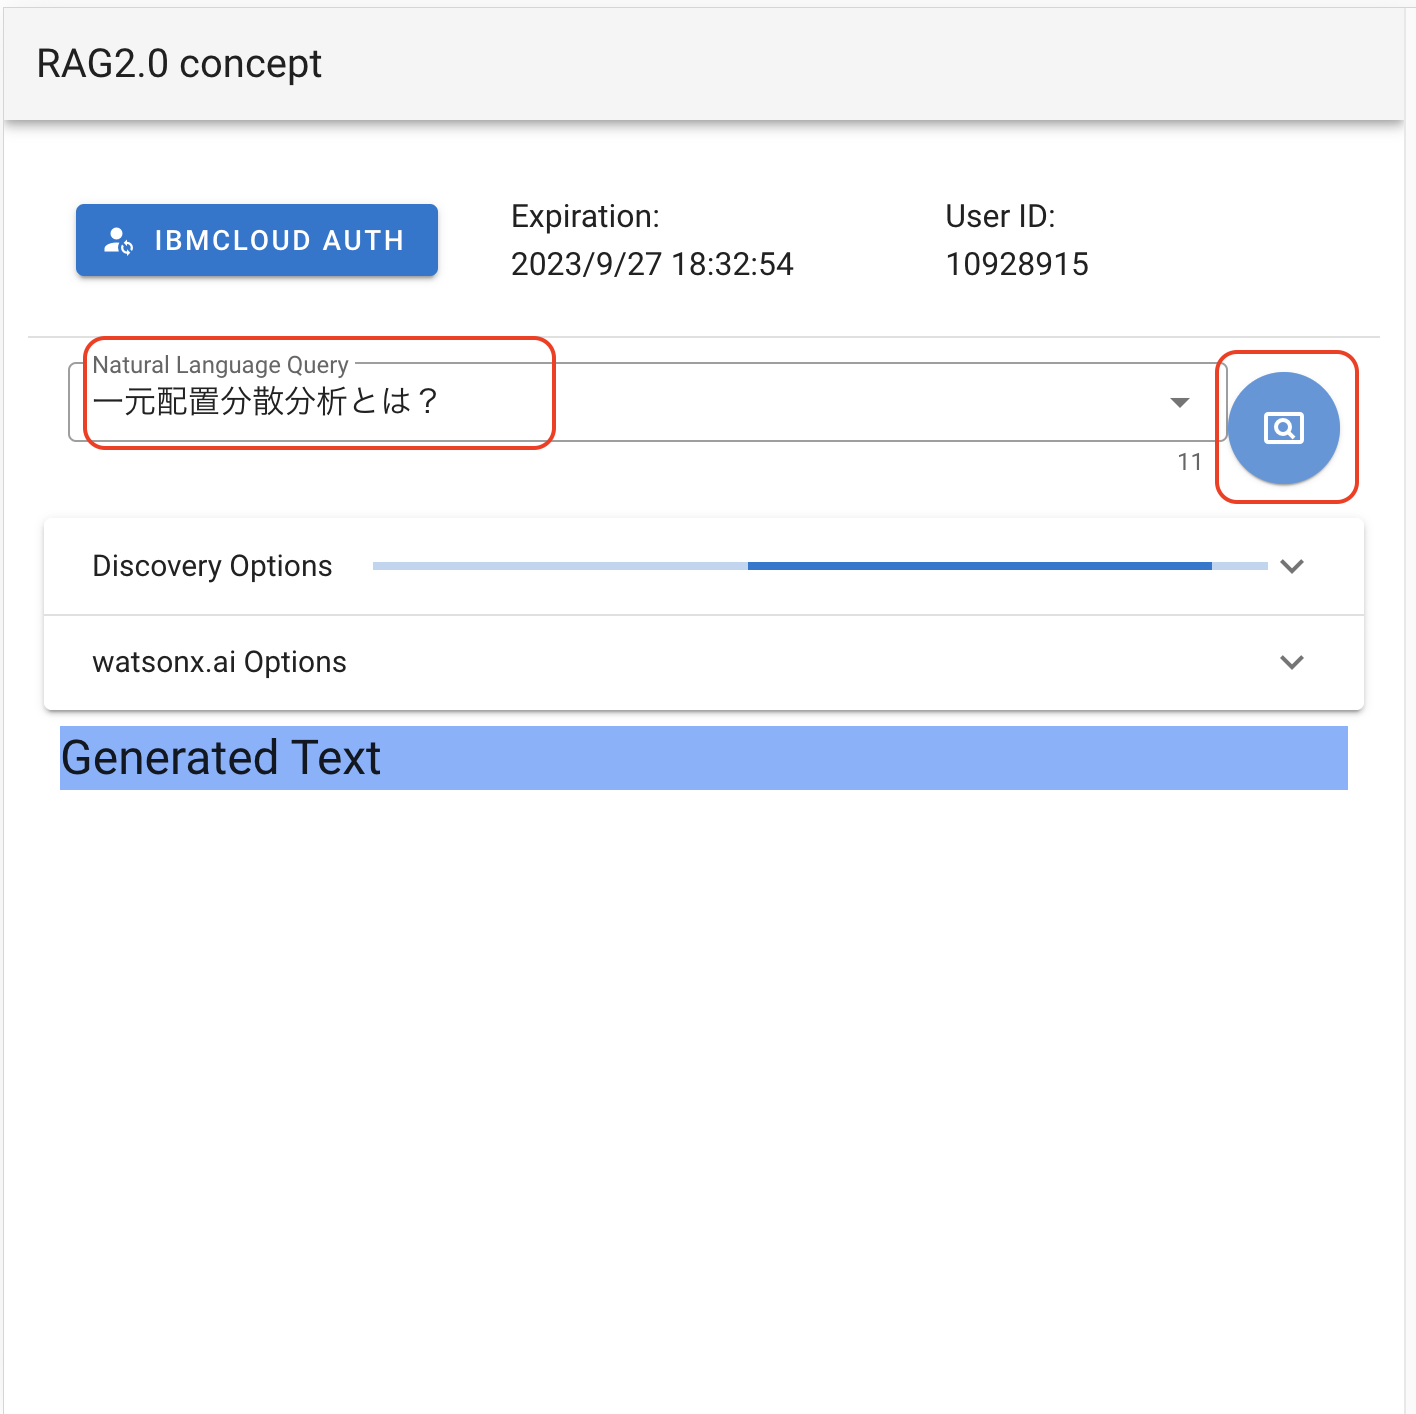 RAG2.0 concept
IBMCLOUD AUTH
Expiration:
2023/9/27 18:32:54
User ID:
10928915
Natural Language Query
一元配置分散分析とは？
11
Discovery Options
watsonx.ai Options
Generated Text